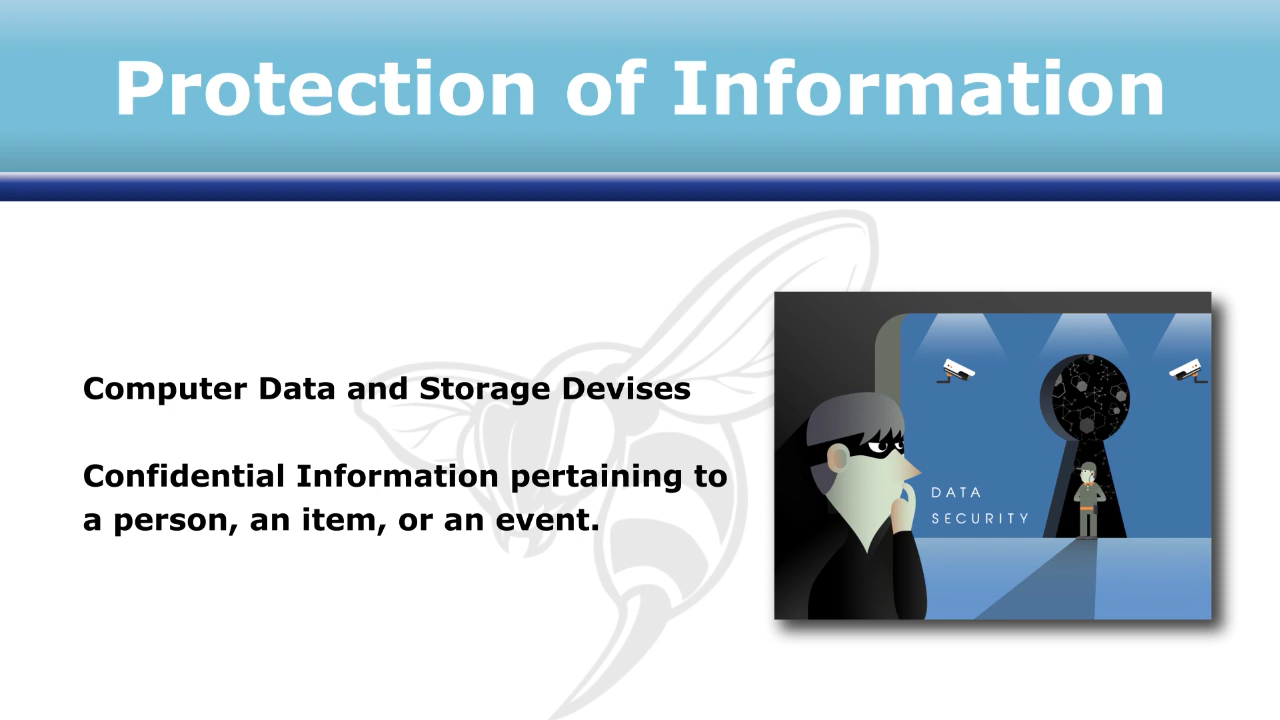 Protection of Information
Computer Data and Storage Devises
Confidential Information pertaining to
a person, an item, or an event.
DATA
SECURITY